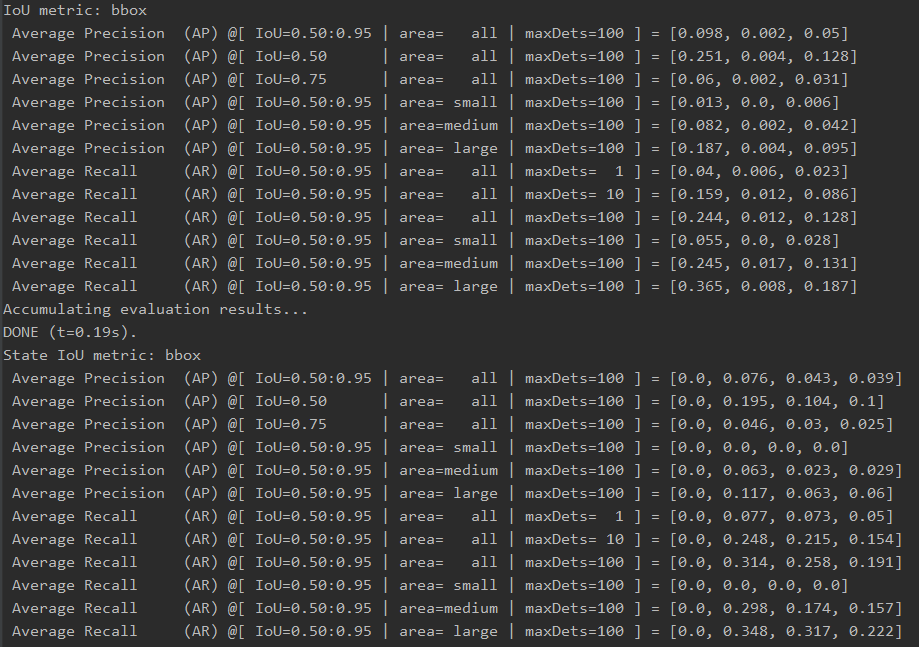 IoU metric: bbox
 Average Precision  (AP) @[ IoU=0.50:0.95 | area=   all | maxDets=100 ] = [0.098, 0.002, 0.05]
 Average Precision  (AP) @[ IoU=0.50      | area=   all | maxDets=100 ] = [0.251, 0.004, 0.128]
 Average Precision  (AP) @[ IoU=0.75      | area=   all | maxDets=100 ] = [0.06, 0.002, 0.031]
 Average Precision  (AP) @[ IoU=0.50:0.95 | area= small | maxDets=100 ] = [0.013, 0.0, 0.006]
 Average Precision  (AP) @[ IoU=0.50:0.95 | area=medium | maxDets=100 ] = [0.082, 0.002, 0.042]
 Average Precision  (AP) @[ IoU=0.50:0.95 | area= large | maxDets=100 ] = [0.187, 0.004, 0.095]
 Average Recall     (AR) @[ IoU=0.50:0.95 | area=   all | maxDets=  1 ] = [0.04, 0.006, 0.023]
 Average Recall     (AR) @[ IoU=0.50:0.95 | area=   all | maxDets= 10 ] = [0.159, 0.012, 0.086]
 Average Recall     (AR) @[ IoU=0.50:0.95 | area=   all | maxDets=100 ] = [0.244, 0.012, 0.128]
 Average Recall     (AR) @[ IoU=0.50:0.95 | area= small | maxDets=100 ] = [0.055, 0.0, 0.028]
 Average Recall     (AR) @[ IoU=0.50:0.95 | area=medium | maxDets=100 ] = [0.245, 0.017, 0.131]
 Average Recall     (AR) @[ IoU=0.50:0.95 | area= large | maxDets=100 ] = [0.365, 0.008, 0.187]
Accumulating evaluation results...
DONE (t=0.19s).
State IoU metric: bbox
 Average Precision  (AP) @[ IoU=0.50:0.95 | area=   all | maxDets=100 ] = [0.0, 0.076, 0.043, 0.039]
 Average Precision  (AP) @[ IoU=0.50      | area=   all | maxDets=100 ] = [0.0, 0.195, 0.104, 0.1]
 Average Precision  (AP) @[ IoU=0.75      | area=   all | maxDets=100 ] = [0.0, 0.046, 0.03, 0.025]
 Average Precision  (AP) @[ IoU=0.50:0.95 | area= small | maxDets=100 ] = [0.0, 0.0, 0.0, 0.0]
 Average Precision  (AP) @[ IoU=0.50:0.95 | area=medium | maxDets=100 ] = [0.0, 0.063, 0.023, 0.029]
 Average Precision  (AP) @[ IoU=0.50:0.95 | area= large | maxDets=100 ] = [0.0, 0.117, 0.063, 0.06]
 Average Recall     (AR) @[ IoU=0.50:0.95 | area=   all | maxDets=  1 ] = [0.0, 0.077, 0.073, 0.05]
 Average Recall     (AR) @[ IoU=0.50:0.95 | area=   all | maxDets= 10 ] = [0.0, 0.248, 0.215, 0.154]
 Average Recall     (AR) @[ IoU=0.50:0.95 | area=   all | maxDets=100 ] = [0.0, 0.314, 0.258, 0.191]
 Average Recall     (AR) @[ IoU=0.50:0.95 | area= small | maxDets=100 ] = [0.0, 0.0, 0.0, 0.0]
 Average Recall     (AR) @[ IoU=0.50:0.95 | area=medium | maxDets=100 ] = [0.0, 0.298, 0.174, 0.157]
 Average Recall     (AR) @[ IoU=0.50:0.95 | area= large | maxDets=100 ] = [0.0, 0.348, 0.317, 0.222]